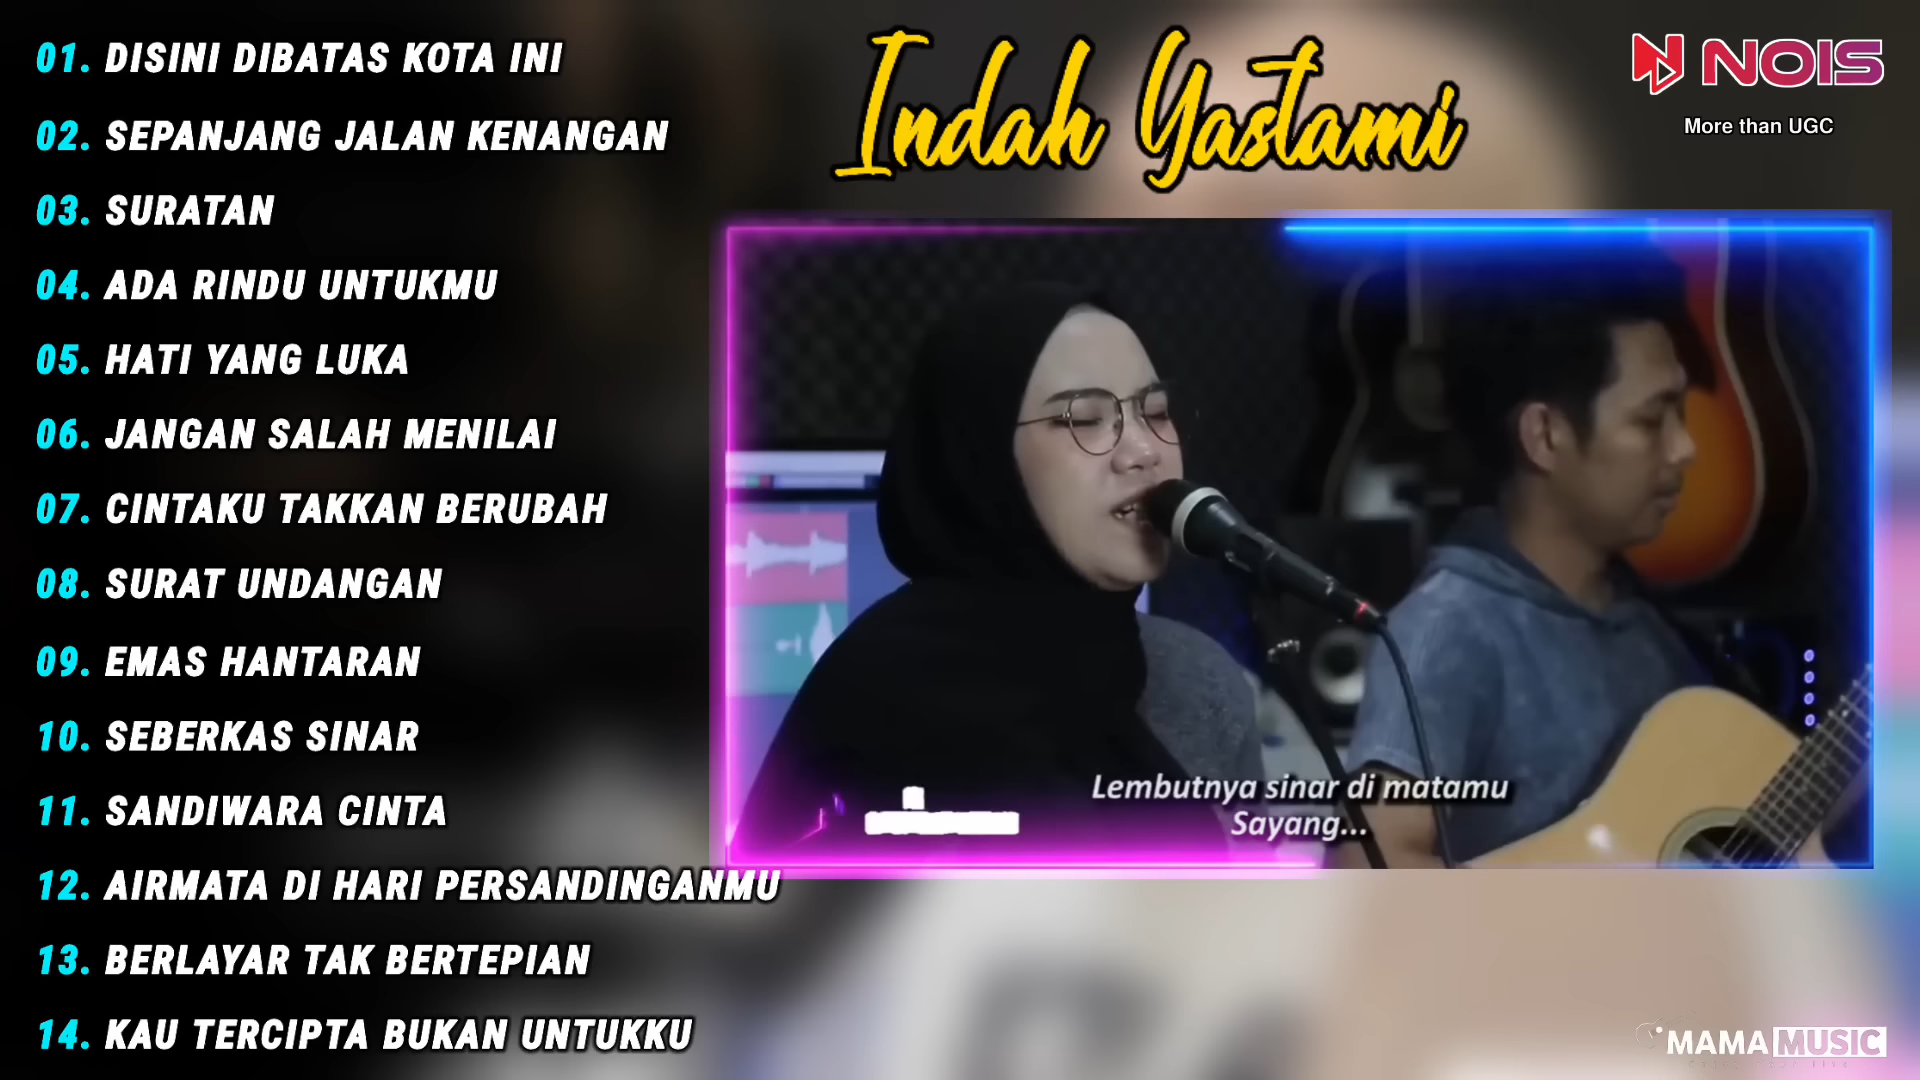 01. DISINI DIBATAS KOTA INI
02. SEPANJANG JALAN KENANGAN
03. SURATAN
04. ADA RINDU UNTUKMU
05. HATI YANG LUKA
06. JANGAN SALAH MENILAI
07. CINTAKU TAKKAN BERUBAH
08. SURAT UNDANGAN
09. EMAS HANTARAN
10. SEBERKAS SINAR
11. SANDIWARA CINTA
12. AIRMATA DI HARI PERSANDINGANMU
13. BERLAYAR TAK BERTEPIAN
14. KAU TERCIPTA BUKAN UNTUKKU
Indah Yastami
NOIS
More than UGC
Lembutnya sinar di matamu
Sayang...
MAMA MUSIC